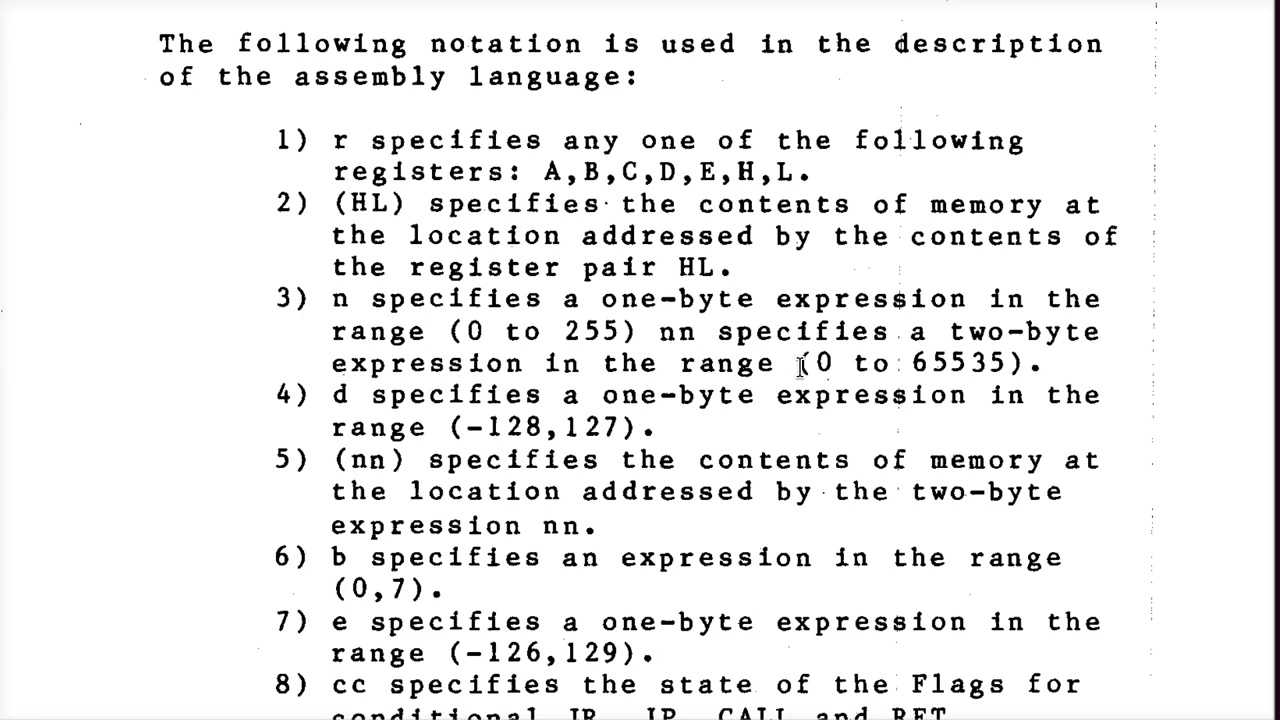 The following notation is used in the description
of the assembly language:
1) r specifies any one of the following
registers: A,B,C,D,E,H,L.
2) (HL) specifies the contents of memory at
the location addressed by the contents of
the register pair HL.
3) n specifies a one-byte expression in the
range (0 to 255) nn specifies a two-byte
expression in the range (0 to 65535).
4) d specifies a one-byte expression in the
range (-128,127).
5) (nn) specifies the contents of memory at
the location addressed by the two-byte
expression nn.
6) b specifies an expression in the range
(0,7).
7) e specifies a one-byte expression in the
range (-126,129).
8) cc specifies the state of the Flags for
conditional JR, JP, CALL and RET